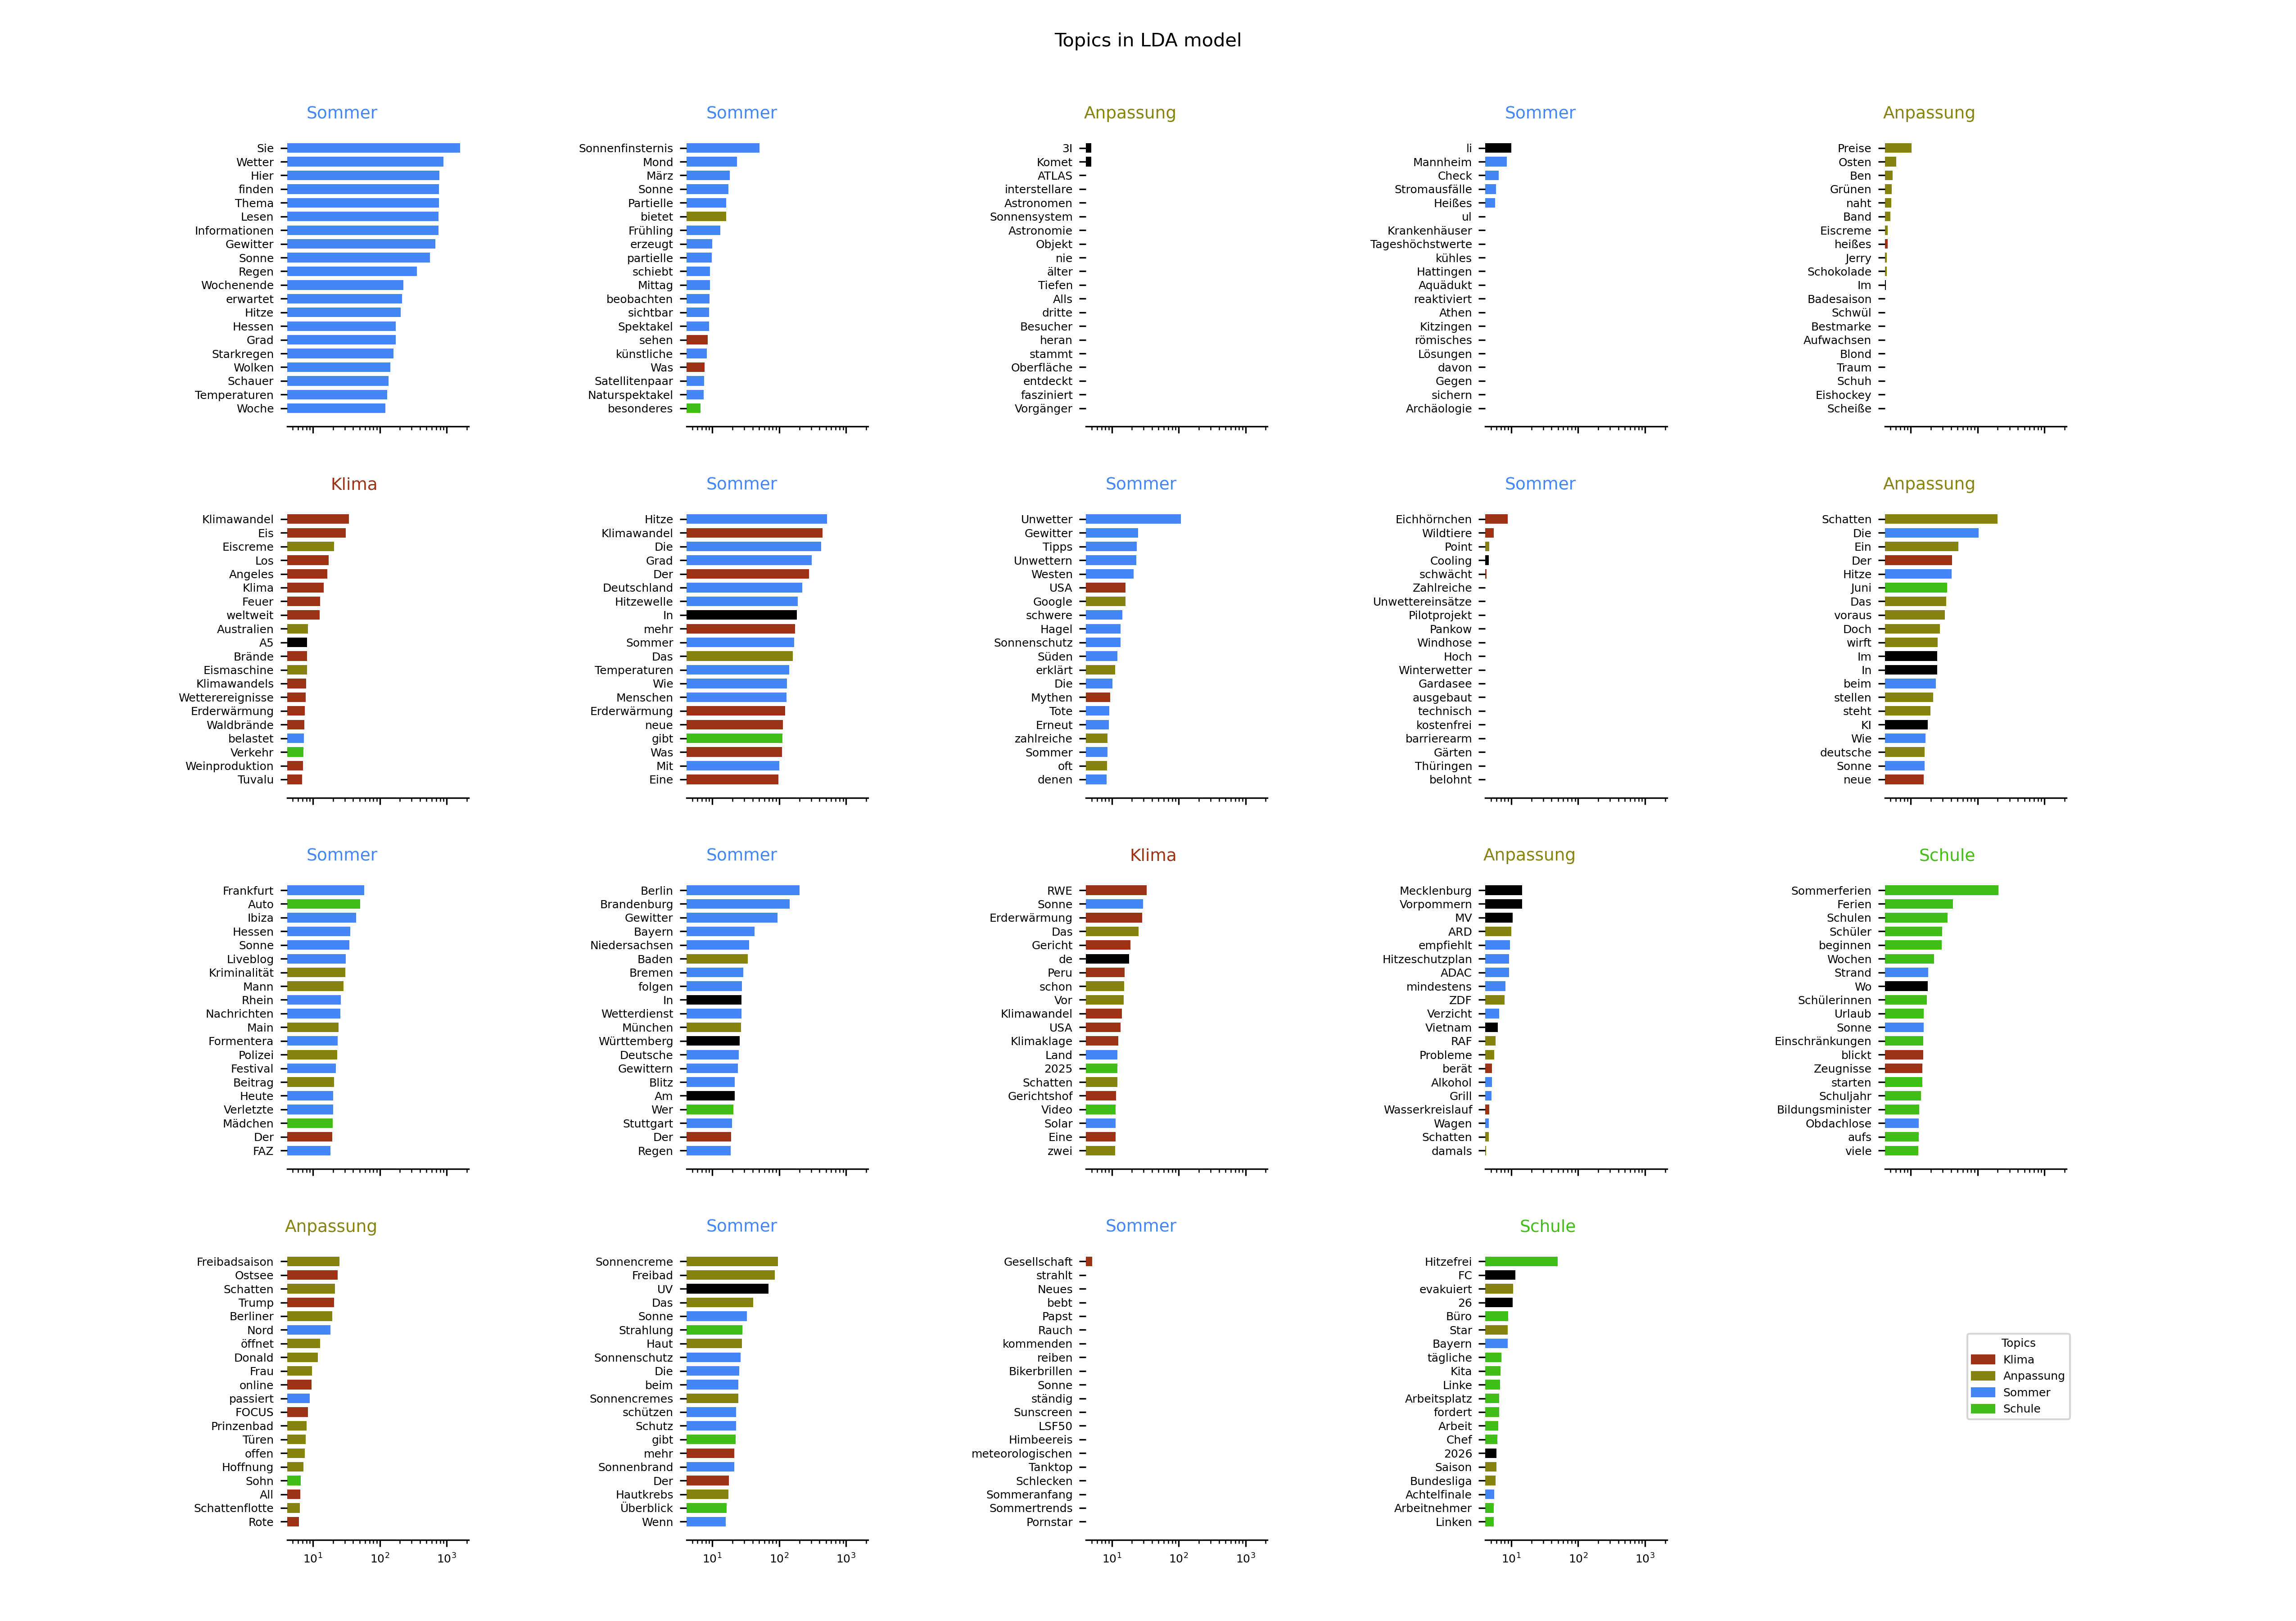 Topics in LDA model
Sommer
Sie
Wetter
Hier
finden
Thema
Lesen
Informationen
Gewitter
Sonne
Regen
Wochenende
erwartet
Hitze
Hessen
Grad
Starkregen
Wolken
Schauer
Temperaturen
Woche
Sommer
Sonnenfinsternis
Mond
März
Sonne
Partielle
bietet
Frühling
erzeugt
partielle
schiebt
Mittag
beobachten
sichtbar
Spektakel
sehen
künstliche
Was
Satellitenpaar
Naturspektakel
besonderes
Anpassung
3I
Komet
ATLAS
interstellare
Astronomen
Sonnensystem
Astronomie
Objekt
nie
älter
Tiefen
Alls
dritte
Besucher
heran
stammt
Oberfläche
entdeckt
fasziniert
Vorgänger
Sommer
li
Mannheim
Check
Stromausfälle
Heißes
ul
Krankenhäuser
Tageshöchstwerte
kühles
Hattingen
Aquädukt
reaktiviert
Athen
Kitzingen
römisches
Lösungen
davon
Gegen
sichern
Archäologie
Anpassung
Preise
Osten
Ben
Grünen
naht
Band
Eiscreme
heißes
Jerry
Schokolade
Im
Badesaison
Schwül
Bestmarke
Aufwachsen
Blond
Traum
Schuh
Eishockey
Scheiße
Klima
Klimawandel
Eis
Eiscreme
Los
Angeles
Klima
Feuer
weltweit
Australien
A5
Brände
Eismaschine
Klimawandels
Wetterereignisse
Erderwärmung
Waldbrände
belastet
Verkehr
Weinproduktion
Tuvalu
Sommer
Hitze
Klimawandel
Die
Grad
Der
Deutschland
Hitzewelle
In
mehr
Sommer
Das
Temperaturen
Wie
Menschen
Erderwärmung
neue
gibt
Was
Mit
Eine
Sommer
Unwetter
Gewitter
Tipps
Unwettern
Westen
USA
Google
schwere
Hagel
Sonnenschutz
Süden
erklärt
Die
Mythen
Tote
Erneut
zahlreiche
Sommer
oft
denen
Sommer
Eichhörnchen
Wildtiere
Point
Cooling
schwächt
Zahlreiche
Unwettereinsätze
Pilotprojekt
Pankow
Windhose
Hoch
Winterwetter
Gardasee
ausgebaut
technisch
kostenfrei
barrierearm
Gärten
Thüringen
belohnt
Anpassung
Schatten
Die
Ein
Der
Hitze
Juni
Das
voraus
Doch
wirft
Im
In
beim
stellen
steht
KI
Wie
deutsche
Sonne
neue
Sommer
Frankfurt
Auto
Ibiza
Hessen
Sonne
Liveblog
Kriminalität
Mann
Rhein
Nachrichten
Main
Formentera
Polizei
Festival
Beitrag
Heute
Verletzte
Mädchen
Der
FAZ
Sommer
Berlin
Brandenburg
Gewitter
Bayern
Niedersachsen
Baden
Bremen
folgen
In
Wetterdienst
München
Württemberg
Deutsche
Gewittern
Blitz
Am
Wer
Stuttgart
Der
Regen
Klima
RWE
Sonne
Erderwärmung
Das
Gericht
de
Peru
schon
Vor
Klimawandel
USA
Klimaklage
Land
2025
Schatten
Gerichtshof
Video
Solar
Eine
zwei
Anpassung
Mecklenburg
Vorpommern
MV
ARD
empfiehlt
Hitzeschutzplan
ADAC
mindestens
ZDF
Verzicht
Vietnam
RAF
Probleme
berät
Alkohol
Grill
Wasserkreislauf
Wagen
Schatten
damals
Schule
Sommerferien
Ferien
Schulen
Schüler
beginnen
Wochen
Strand
Wo
Schülerinnen
Urlaub
Sonne
Einschränkungen
blickt
Zeugnisse
starten
Schuljahr
Bildungsminister
Obdachlose
aufs
viele
Anpassung
Freibadsaison
Ostsee
Schatten
Trump
Berliner
Nord
öffnet
Donald
Frau
online
passiert
FOCUS
Prinzenbad
Türen
offen
Hoffnung
Sohn
All
Schattenflotte
Rote
10¹ 10² 10³
Sommer
Sonnencreme
Freibad
UV
Das
Sonne
Strahlung
Haut
Sonnenschutz
Die
beim
Sonnencremes
schützen
Schutz
gibt
mehr
Sonnenbrand
Der
Hautkrebs
Überblick
Wenn
10¹ 10² 10³
Sommer
Gesellschaft
strahlt
Neues
bebt
Papst
Rauch
kommenden
reiben
Bikerbrillen
Sonne
ständig
Sunscreen
LSF50
Himbeereis
meteorologischen
Tanktop
Schlecken
Sommeranfang
Sommertrends
Pornstar
10¹ 10² 10³
Schule
Hitzefrei
FC
evakuiert
26
Büro
Star
Bayern
tägliche
Kita
Linke
Arbeitsplatz
fordert
Arbeit
Chef
2026
Saison
Bundesliga
Achtelfinale
Arbeitnehmer
Linken
10¹ 10² 10³
Topics
Klima
Anpassung
Sommer
Schule